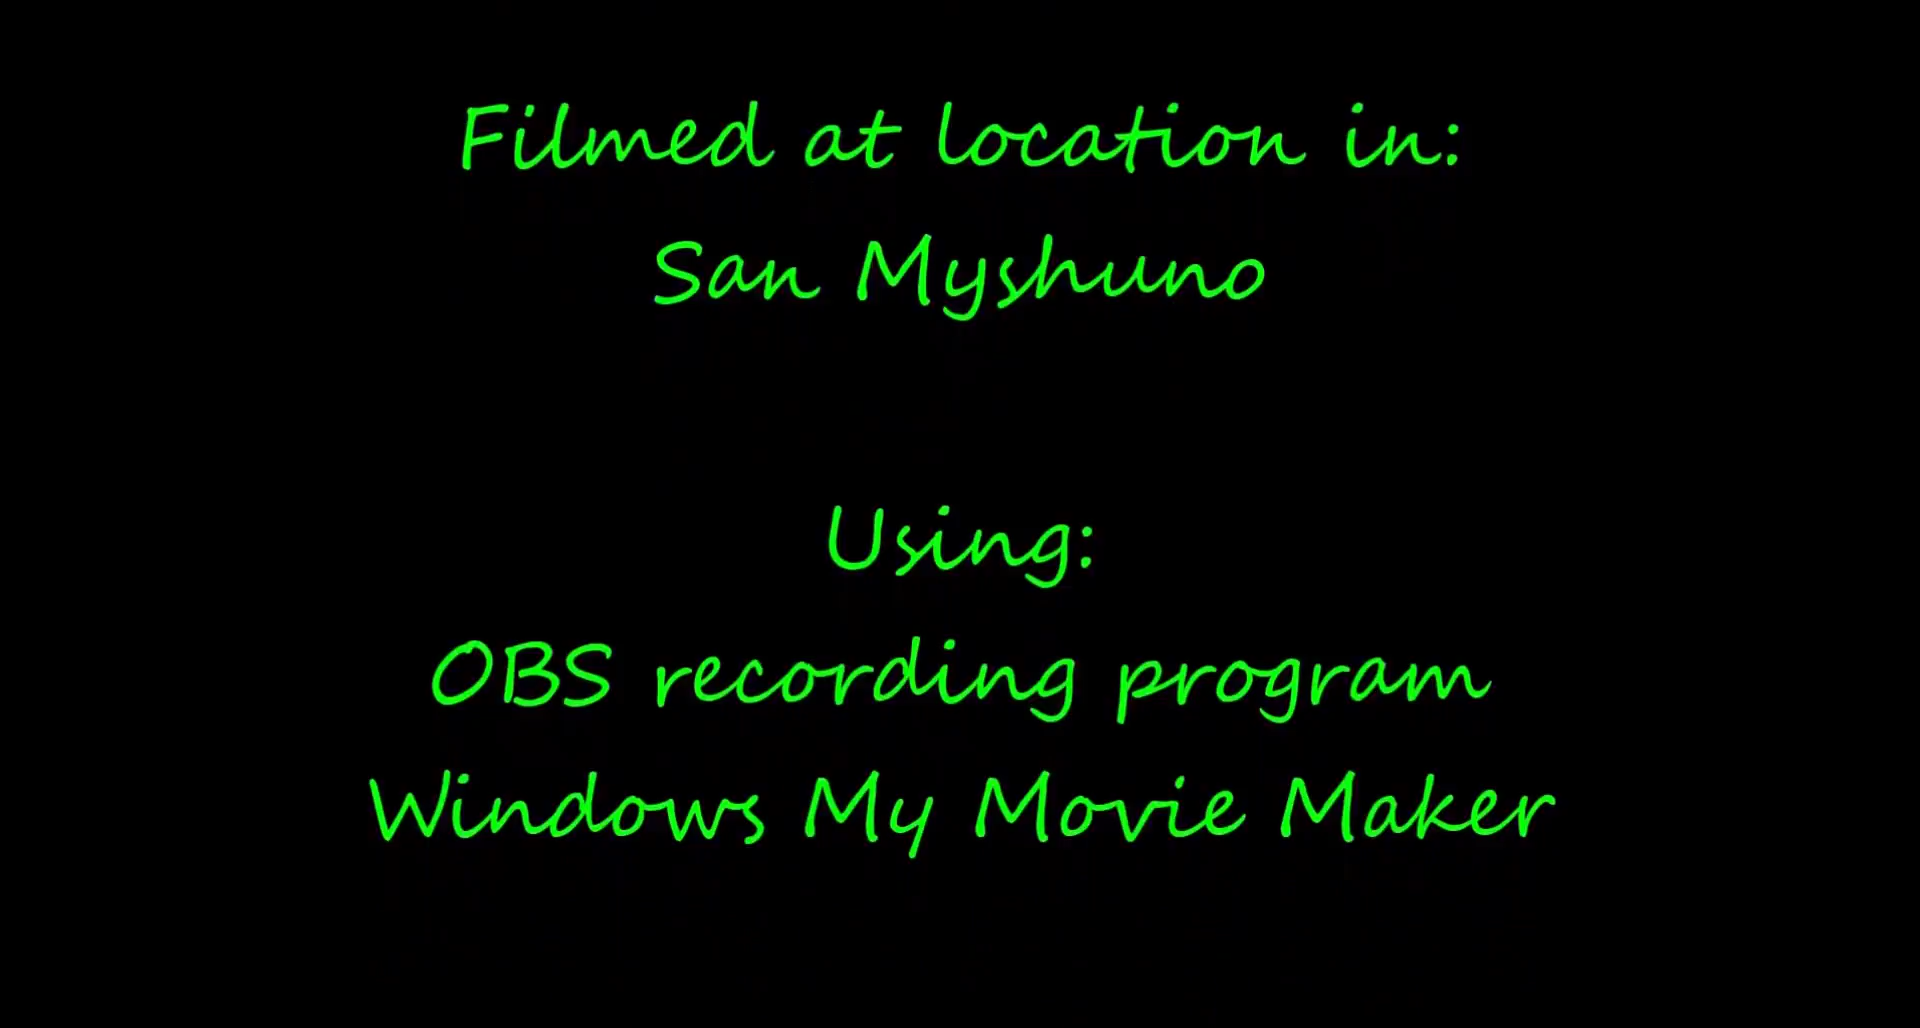 Filmed at location in:
San Myshuno
Using:
OBS recording program
Windows My Movie Maker